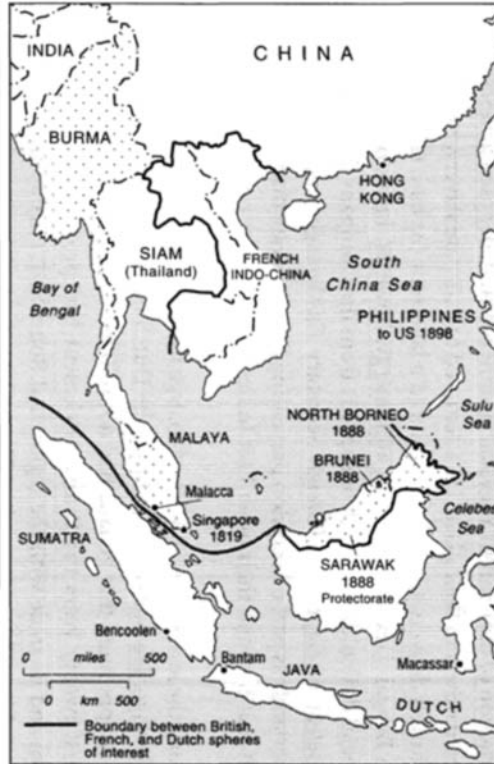 INDIA
CHINA
BURMA
HONG
KONG
SIAM
(Thailand)
FRENCH
INDO-CHINA
South
China Sea
Bay of
Bengal
PHILIPPINES
to US 1898
NORTH BORNEO
1888
Sulu
Sea
MALAYA
BRUNEI
1888
Malacca
Singapore
1819
Celebes
Sea
SUMATRA
SARAWAK
1888
Protectorate
Bencoolen
0 miles 500
Bantam
JAVA
Macassar
0 km 500
DUTCH
Boundary between British,
French, and Dutch spheres
of interest